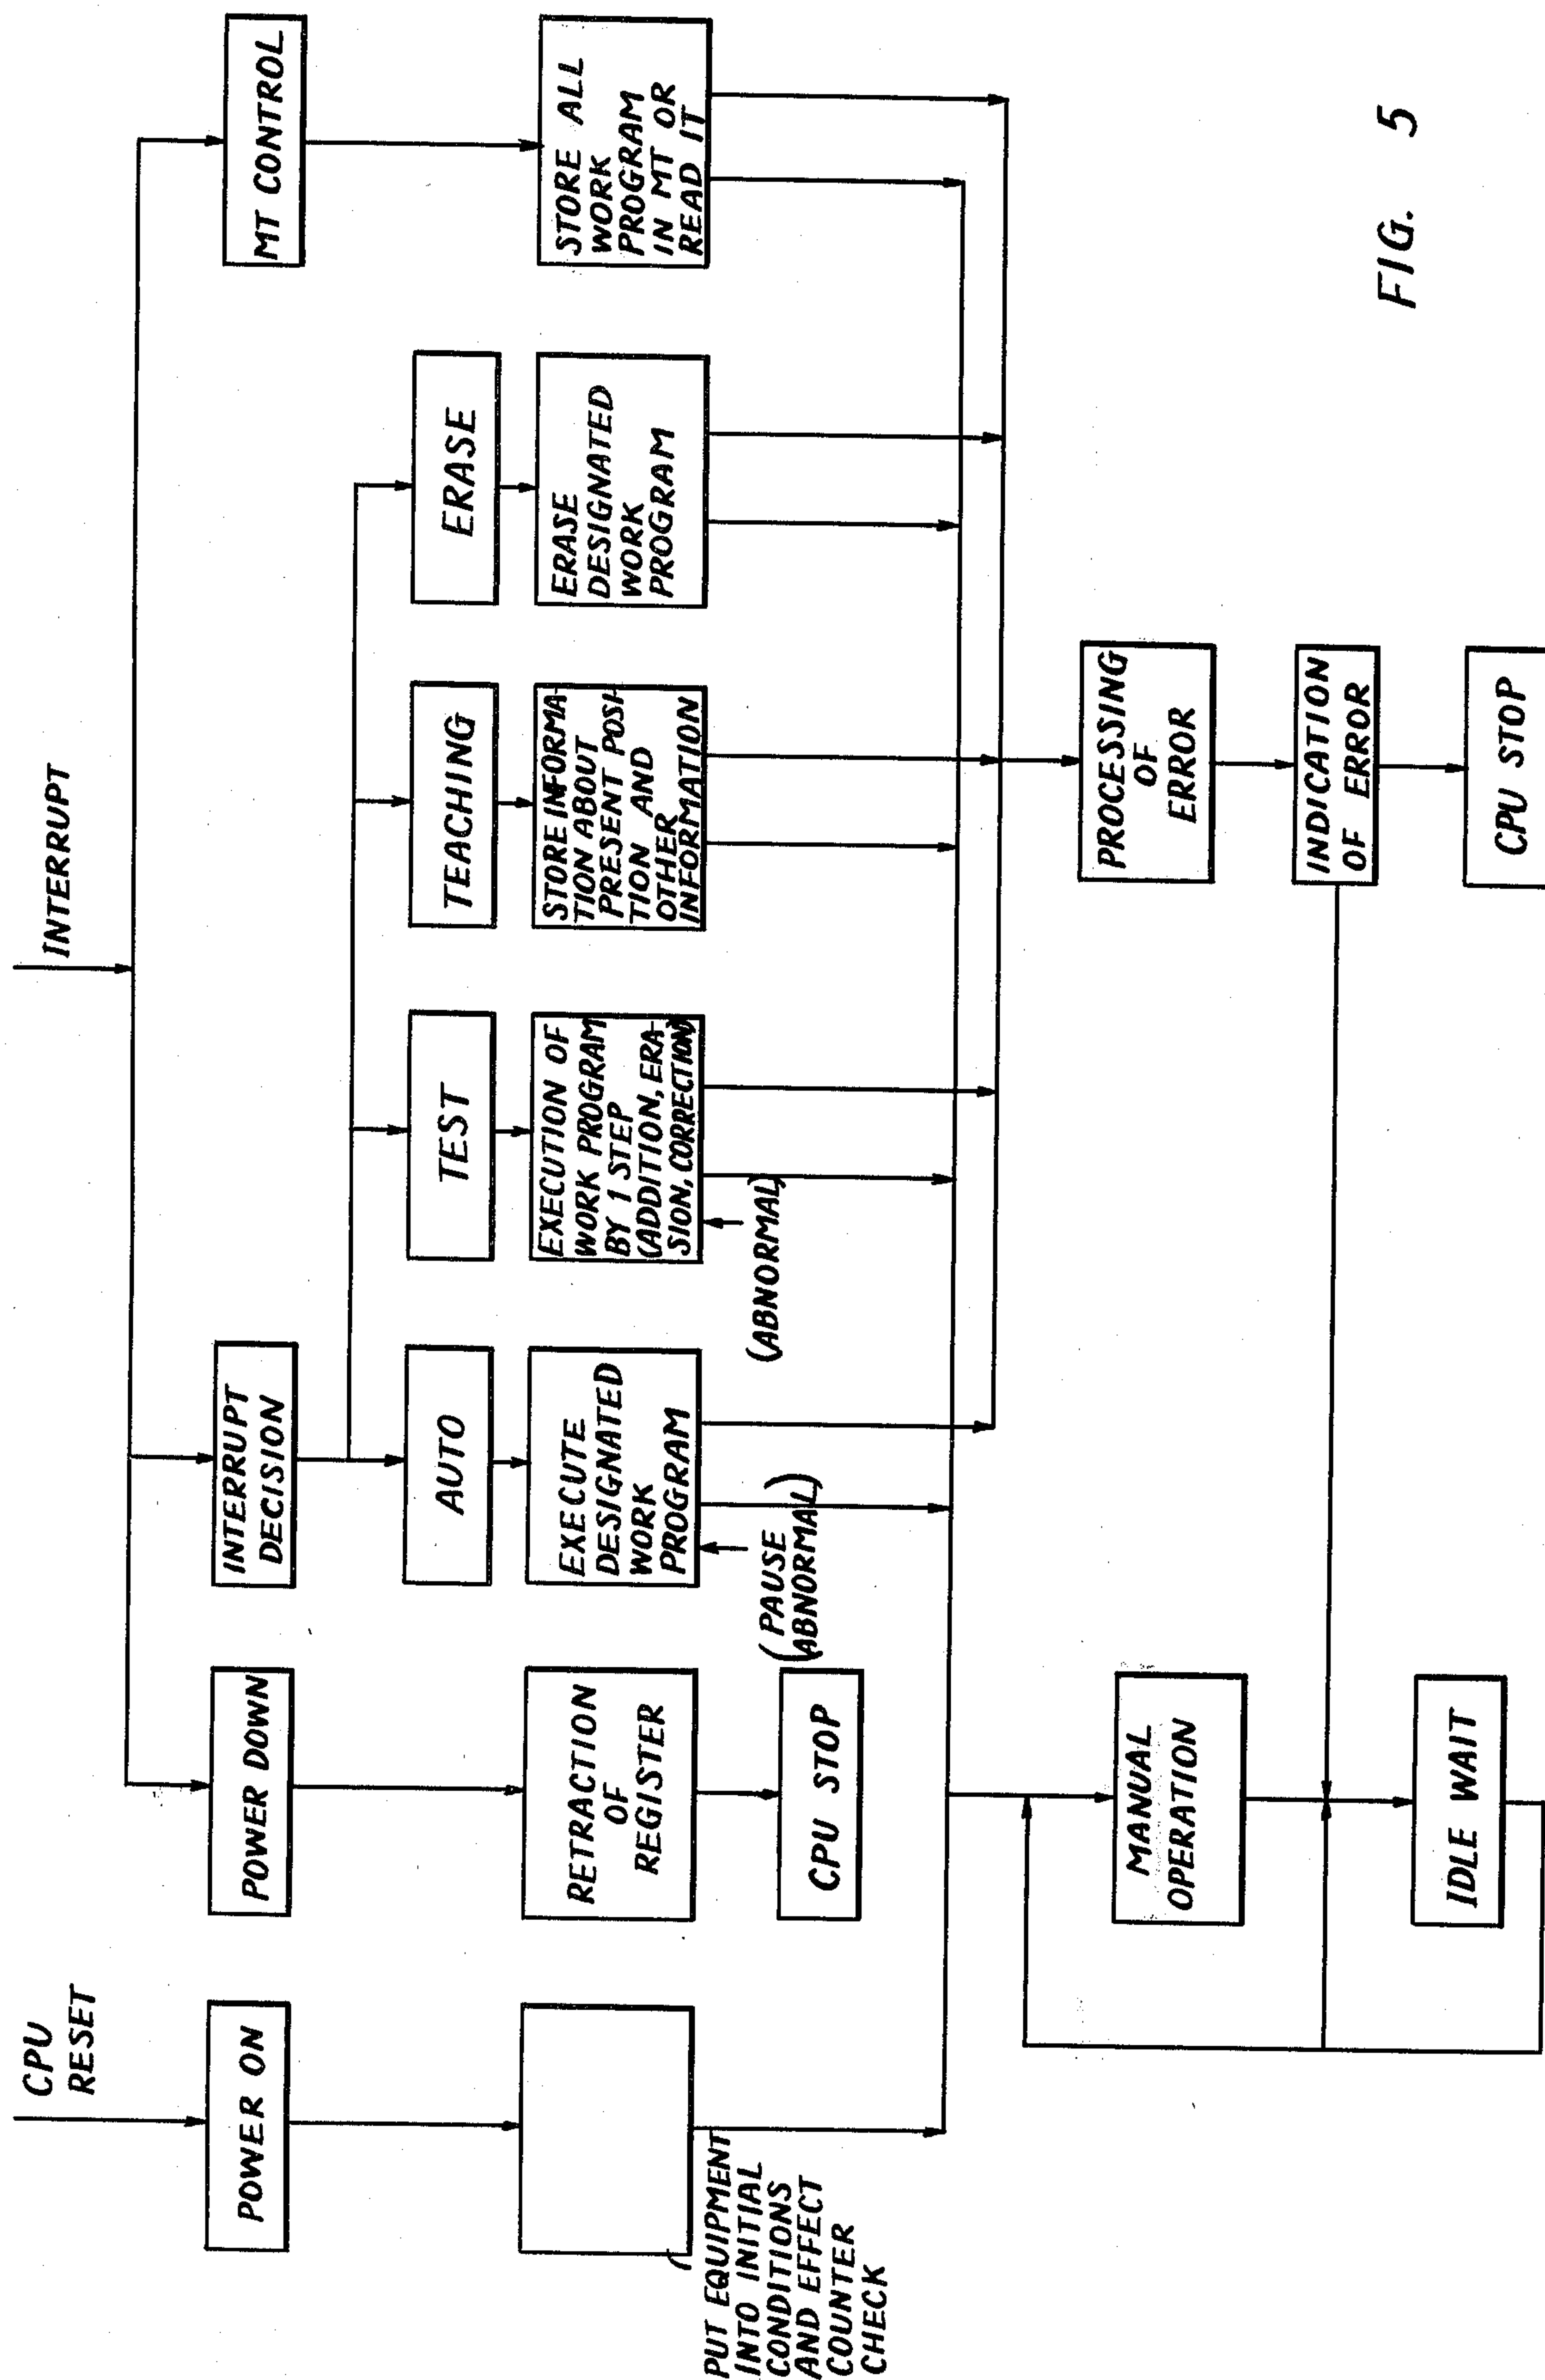 CPU
RESET
INTERRUPT
POWER ON
POWER DOWN
INTERRUPT
DECISION
MT CONTROL
AUTO
TEST
TEACHING
ERASE
PUT EQUIPMENT
INTO INITIAL
CONDITIONS
AND EFFECT
COUNTER
CHECK
RETRACTION
OF
REGISTER
EXECUTE
DESIGNATED
WORK
PROGRAM
EXECUTION OF
WORK PROGRAM
BY 1 STEP
(ADDITION, ERA-
SION, CORRECTION)
STORE INFORMA-
TION ABOUT
PRESENT POSI-
TION AND
OTHER
INFORMATION
ERASE
DESIGNATED
WORK
PROGRAM
STORE ALL
WORK
PROGRAM
IN MT OR
READ IT
CPU STOP
(PAUSE
ABNORMAL)
(ABNORMAL)
MANUAL
OPERATION
PROCESSING
OF
ERROR
IDLE WAIT
INDICATION
OF ERROR
CPU STOP
FIG. 5